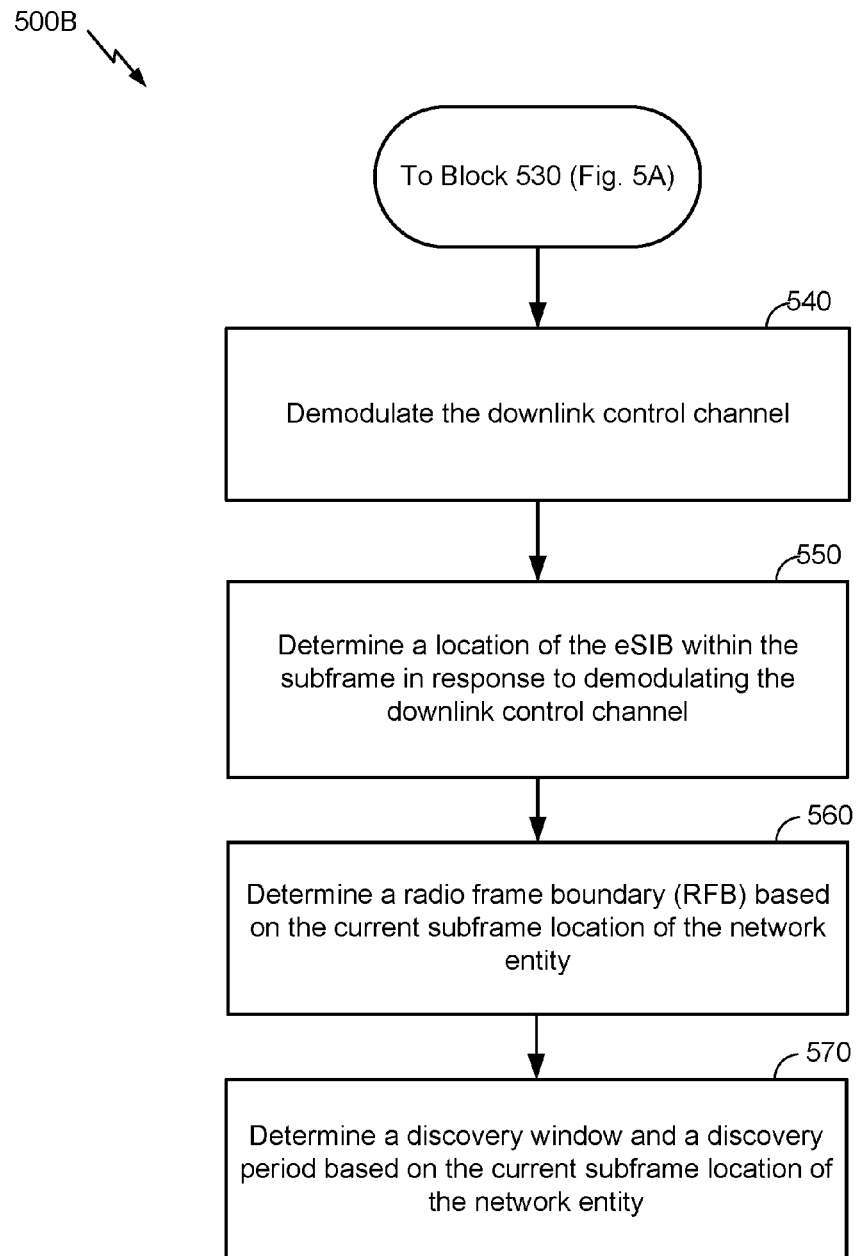 500B
To Block 530 (Fig. 5A)
540
Demodulate the downlink control channel
550
Determine a location of the eSIB within the
subframe in response to demodulating the
downlink control channel
560
Determine a radio frame boundary (RFB) based
on the current subframe location of the network
entity
570
Determine a discovery window and a discovery
period based on the current subframe location of
the network entity